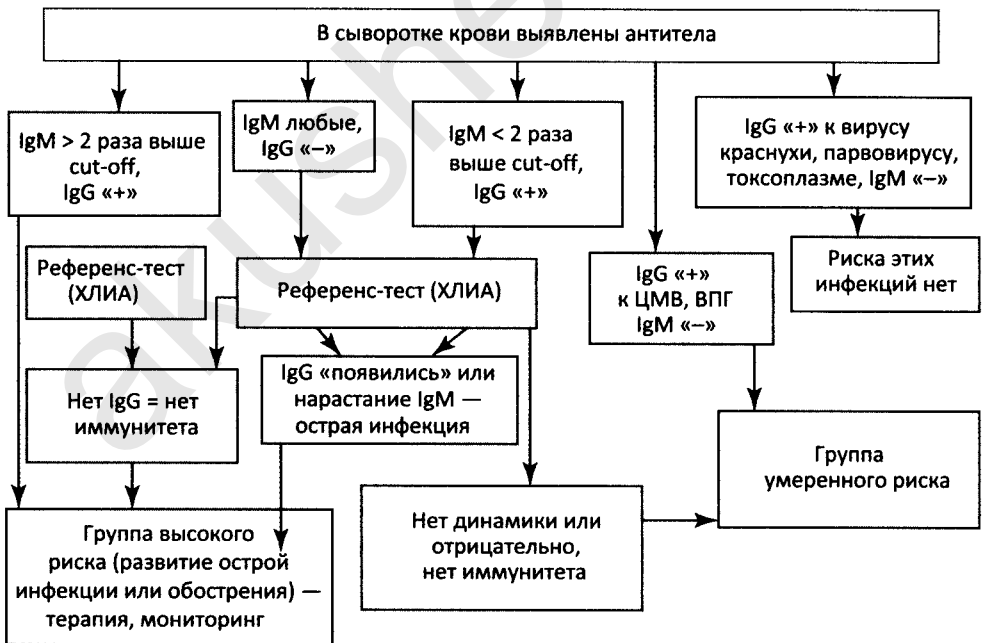 В сыворотке крови выявлены антитела
IgM > 2 раза выше
cut-off,
IgG «+»
IgM любые,
IgG «–»
IgM < 2 раза
выше cut-off,
IgG «+»
IgG «+» к вирусу
краснухи, парвовирусу,
токсоплазме, IgM «–»
Референс-тест
(ХЛИА)
Референс-тест (ХЛИА)
IgG «+»
к ЦМВ, ВПГ
IgM «–»
Риска этих
инфекций нет
Нет IgG = нет
иммунитета
IgG «появились» или
нарастание IgM —
острая инфекция
Группа
умеренного риска
Группа высокого
риска (развитие острой
инфекции или обострения) —
терапия, мониторинг
Нет динамики или
отрицательно,
нет иммунитета
akushe